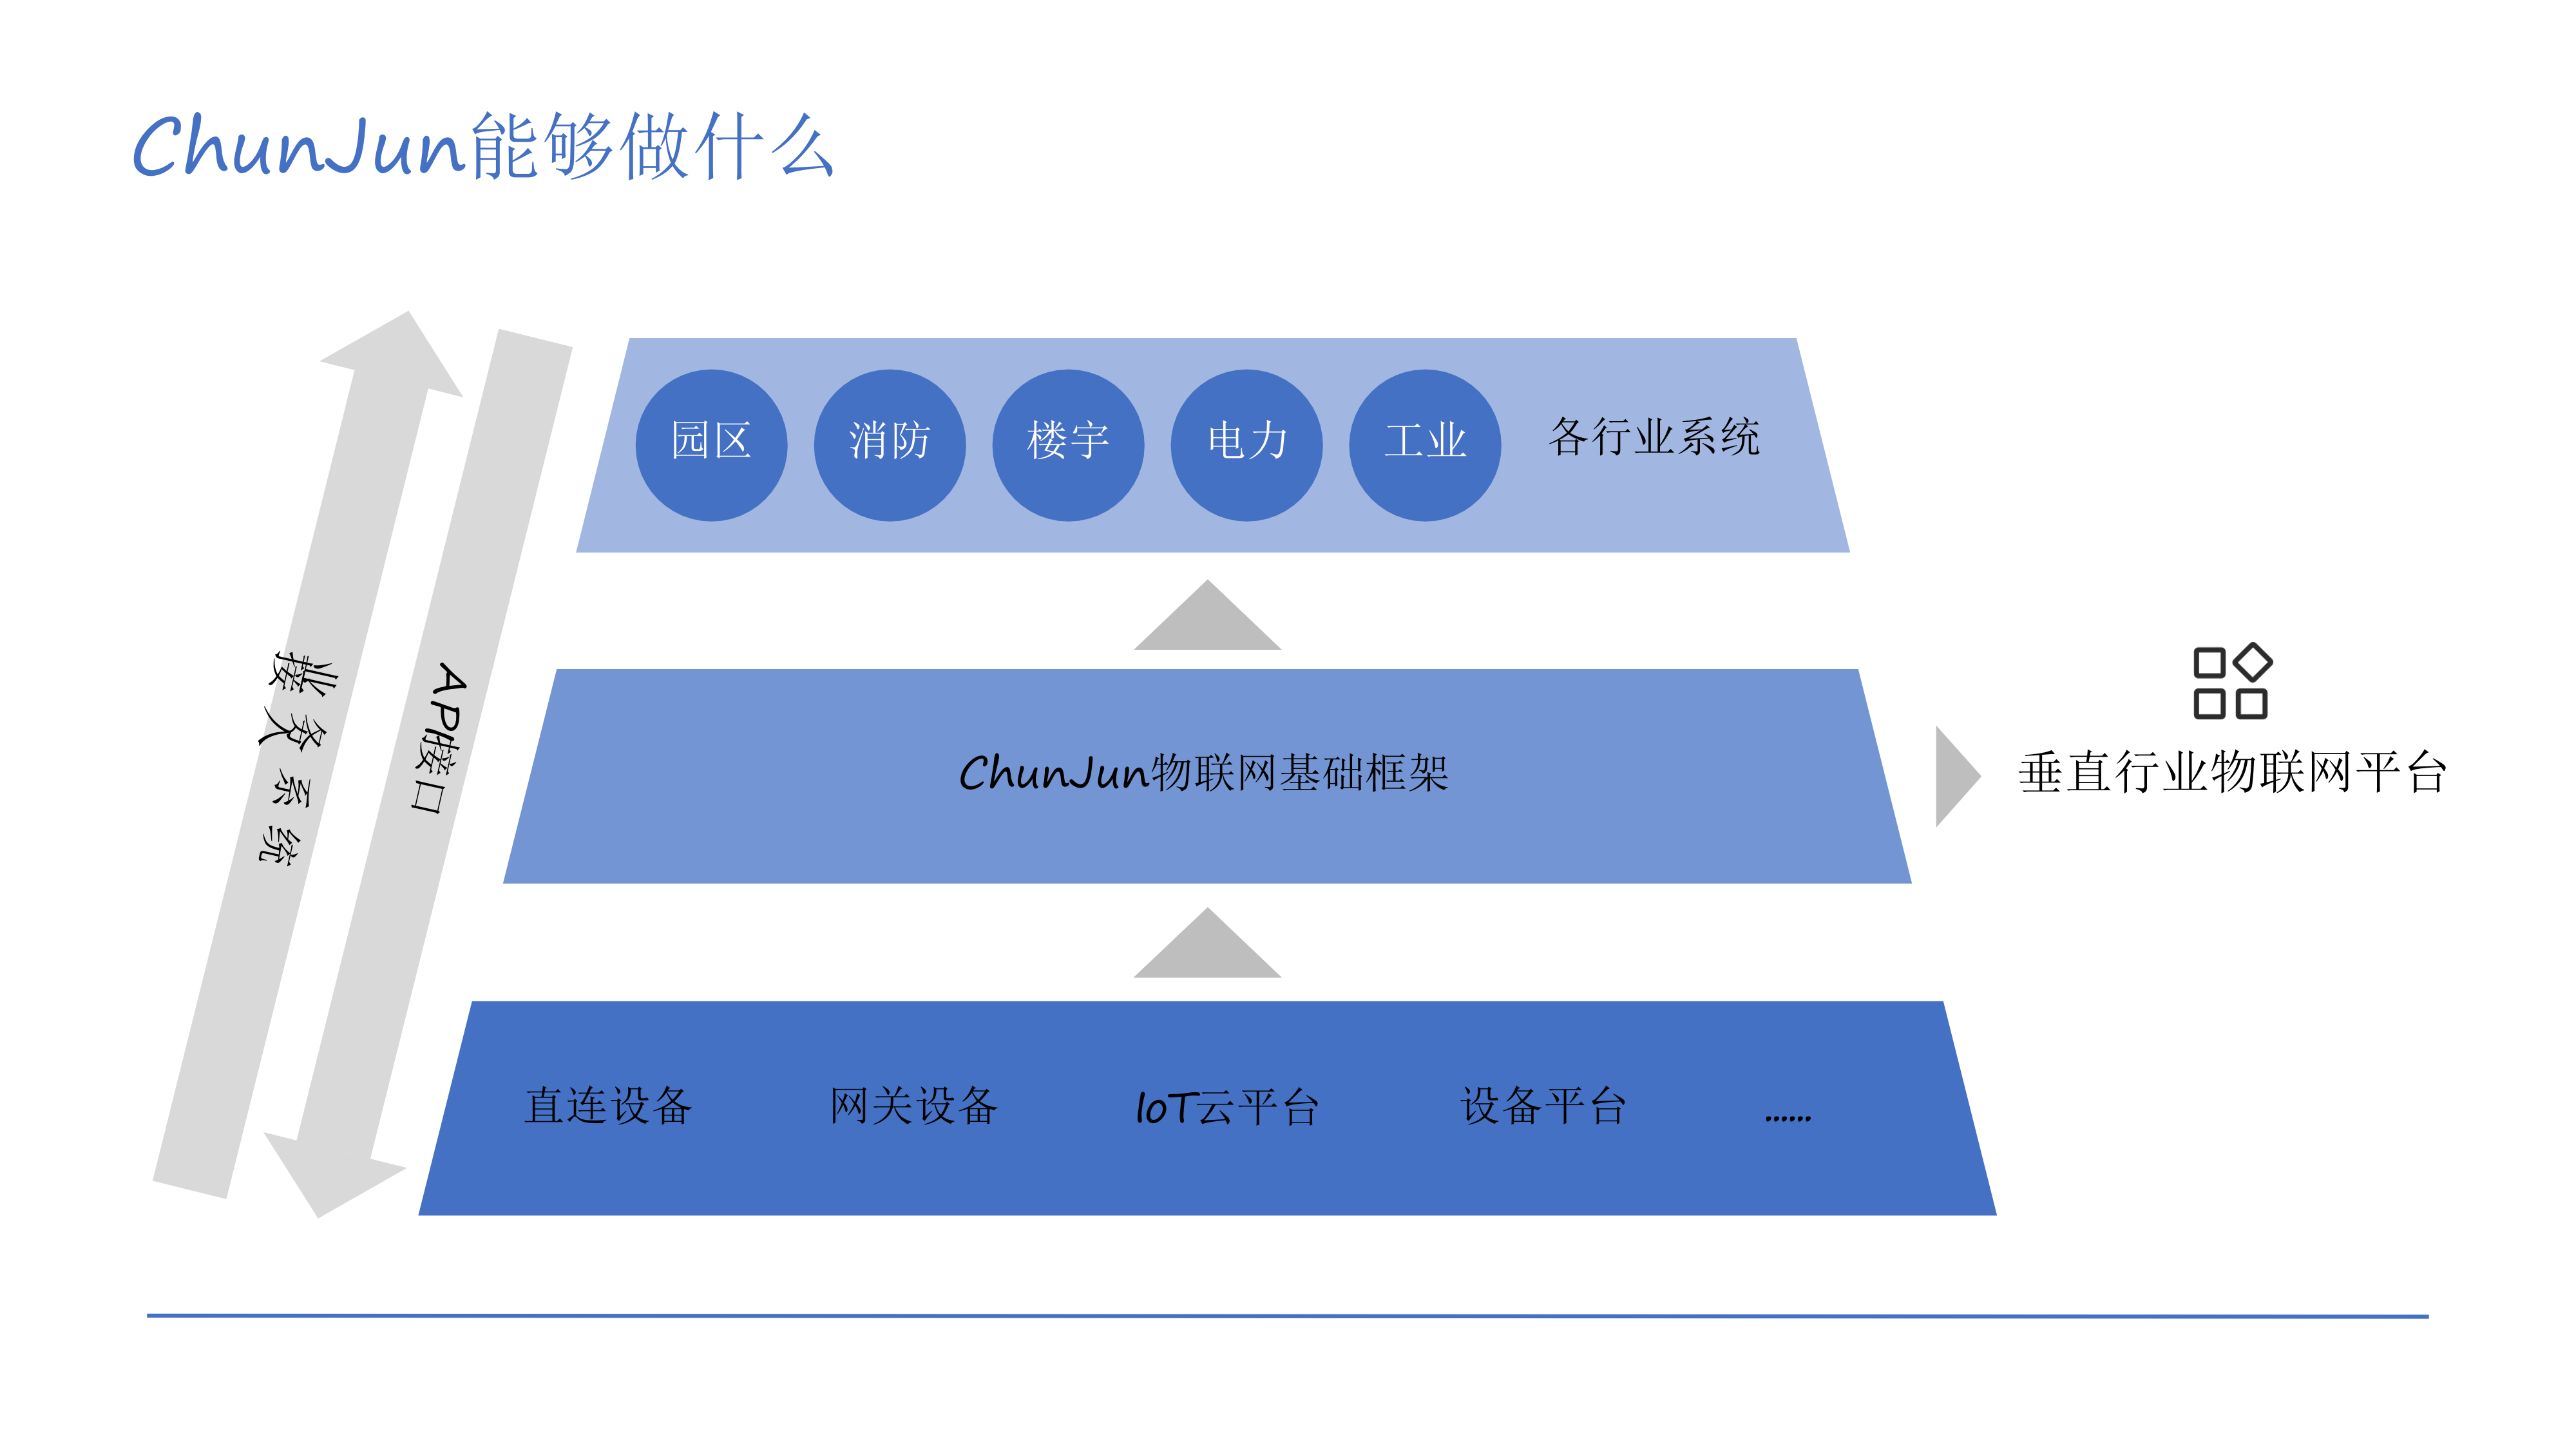 ChunJun能够做什么
园区
消防
楼宇
电力
工业
各行业系统
业务系统
接入
API接口
ChunJun物联网基础框架
垂直行业物联网平台
直连设备
网关设备
IoT云平台
设备平台
......